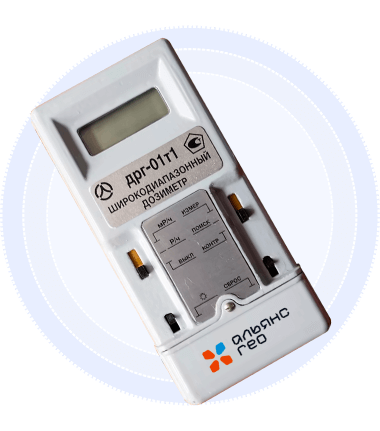 дрг-01т1
ШИРОКОДИАПАЗОННЫЙ
ДОЗИМЕТР
мР/ч ИЗМЕР
ПОИСК
Р/ч
КОНТР
ВЫКЛ
СБРОС
альянс
гео